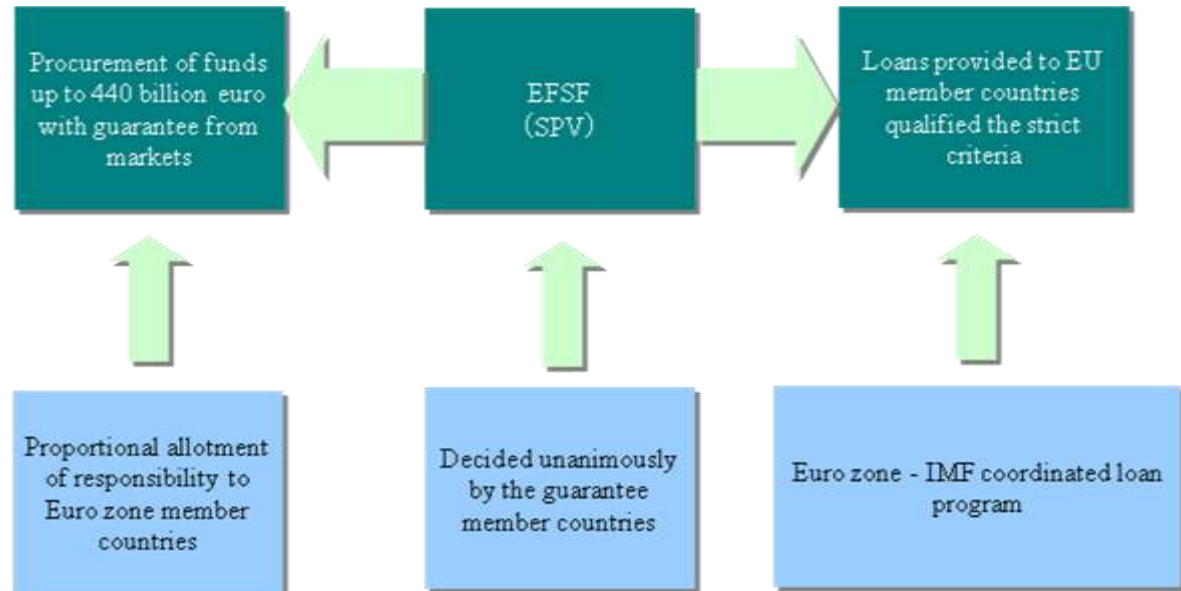 Procurement of funds
up to 440 billion euro
with guarantee from
markets
EFSF
(SPV)
Loans provided to EU
member countries
qualified the strict
criteria
Proportional allotment
of responsibility to
Euro zone member
countries
Decided unanimously
by the guarantee
member countries
Euro zone - IMF coordinated loan
program